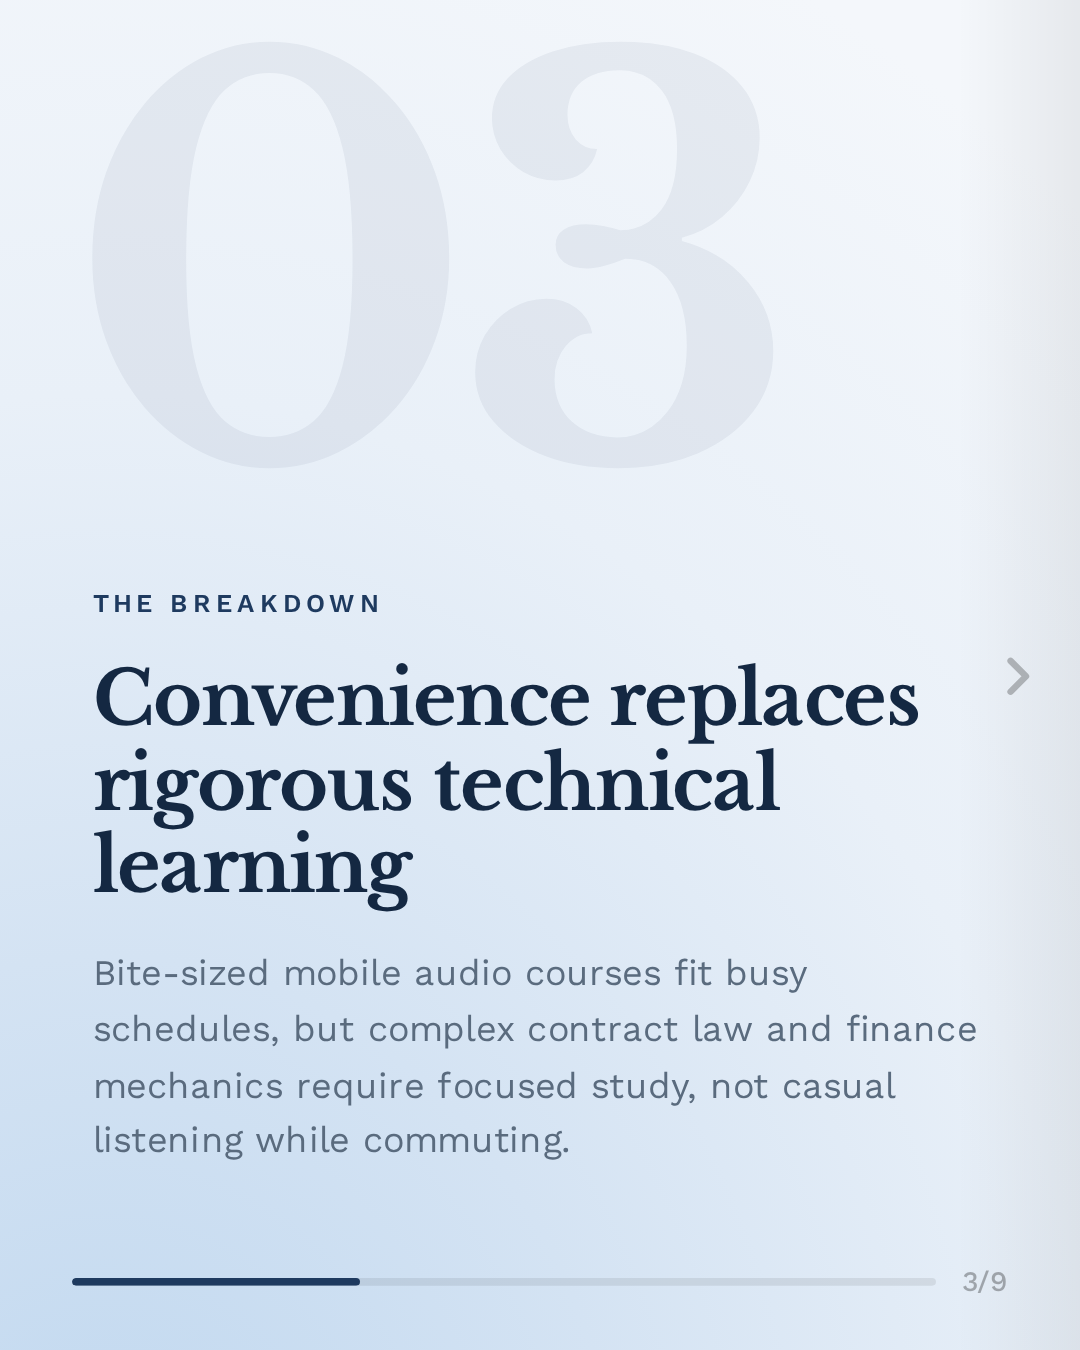 03
THE BREAKDOWN
Convenience replaces
rigorous technical
learning
Bite-sized mobile audio courses fit busy
schedules, but complex contract law and finance
mechanics require focused study, not casual
listening while commuting.
3/9